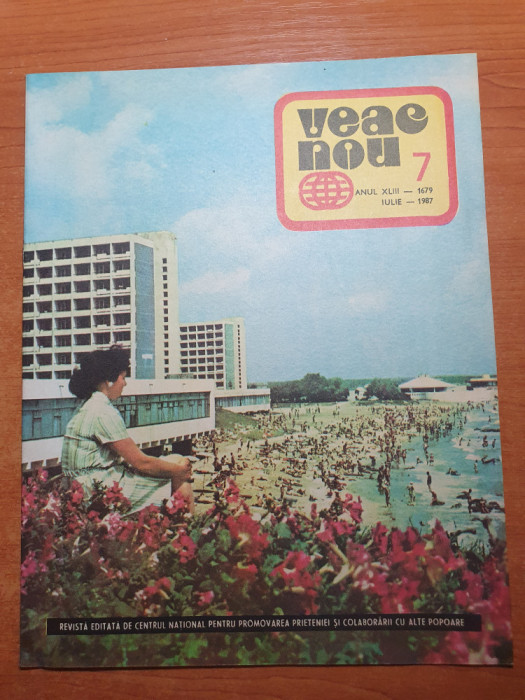 veac
nou
7
ANUL XLIII — 1679
IULIE — 1987
REVISTĂ EDITATĂ DE CENTRUL NATIONAL PENTRU PROMOVAREA PRIETENIEI ȘI COLABORĂRII CU ALTE POPOARE